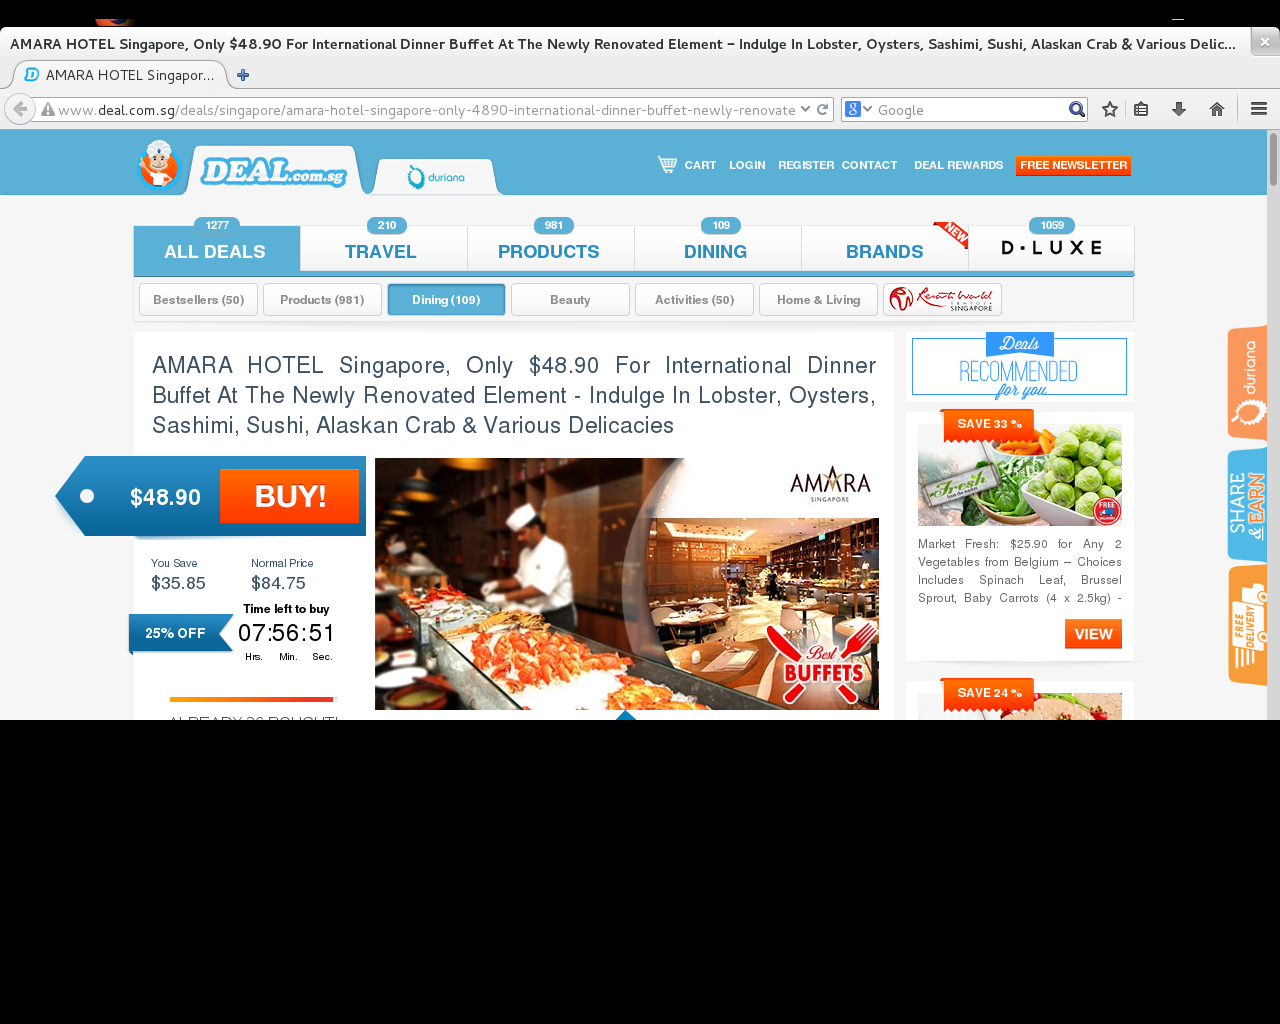 AMARA HOTEL Singapore, Only $48.90 For International Dinner Buffet At The Newly Renovated Element – Indulge In Lobster, Oysters, Sashimi, Sushi, Alaskan Crab & Various Delic...
AMARA HOTEL Singapor...
www.deal.com.sg/deals/singapore/amara-hotel-singapore-only-4890-international-dinner-buffet-newly-renovate
Google
DEAL.com.sg
duriana
CART LOGIN REGISTER CONTACT DEAL REWARDS FREE NEWSLETTER
1277 210 981 109 1059
ALL DEALS TRAVEL PRODUCTS DINING BRANDS NEW D·LUXE
Bestsellers (50) Products (981) Dining (109) Beauty Activities (50) Home & Living Resorts World SENTOSA SINGAPORE
AMARA HOTEL Singapore, Only $48.90 For International Dinner
Buffet At The Newly Renovated Element - Indulge In Lobster, Oysters,
Sashimi, Sushi, Alaskan Crab & Various Delicacies
$48.90 BUY!
You Save Normal Price
$35.85 $84.75
Time left to buy
25% OFF 07:56:51
Hrs. Min. Sec.
ALREADY 26 BOUGHT!
AMARA
SINGAPORE
Best
BUFFETS
Deals
RECOMMENDED
for you
SAVE 33 %
Fresh
from the market
FREE
DELIVERY
Market Fresh: $25.90 for Any 2
Vegetables from Belgium – Choices
Includes Spinach Leaf, Brussel
Sprout, Baby Carrots (4 x 2.5kg) -
VIEW
SAVE 24 %
duriana
SHARE
& EARN
FREE
DELIVERY